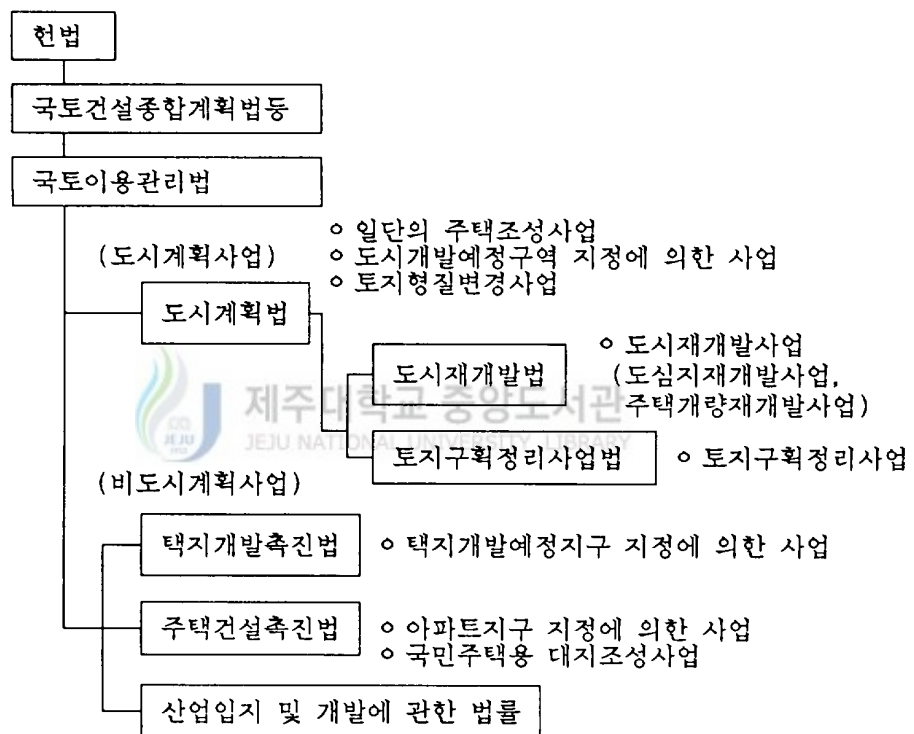 헌법
국토건설종합계획법등
국토이용관리법
(도시계획사업)
ㅇ 일단의 주택조성사업
ㅇ 도시개발예정구역 지정에 의한 사업
ㅇ 토지형질변경사업
도시계획법
도시재개발법
ㅇ 도시재개발사업
(도심지재개발사업,
주택개량재개발사업)
제주대학교 중앙도서관
JEJU NATIONAL UNIVERSITY LIBRARY
JEJU
1952
토지구획정리사업법
ㅇ 토지구획정리사업
(비도시계획사업)
택지개발촉진법
ㅇ 택지개발예정지구 지정에 의한 사업
주택건설촉진법
ㅇ 아파트지구 지정에 의한 사업
ㅇ 국민주택용 대지조성사업
산업입지 및 개발에 관한 법률